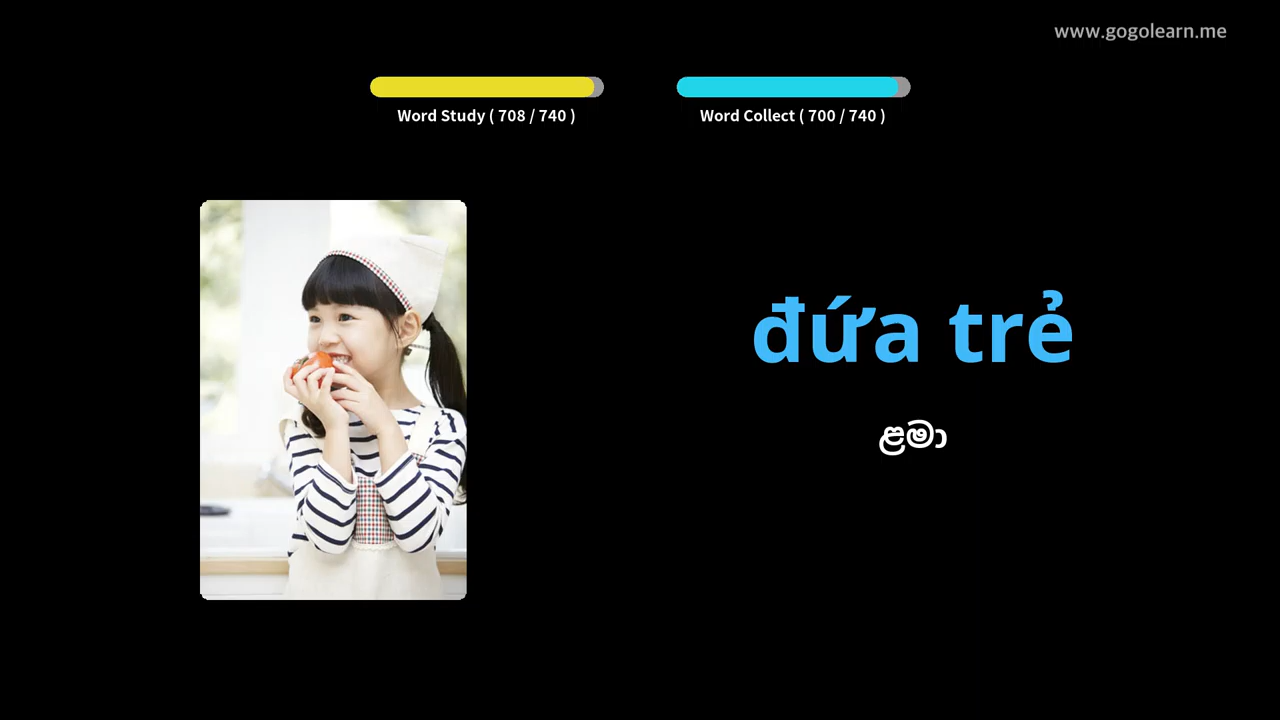 www.gogolearn.me
Word Study ( 708 / 740 )
Word Collect ( 700 / 740 )
đứa trẻ
ළමා